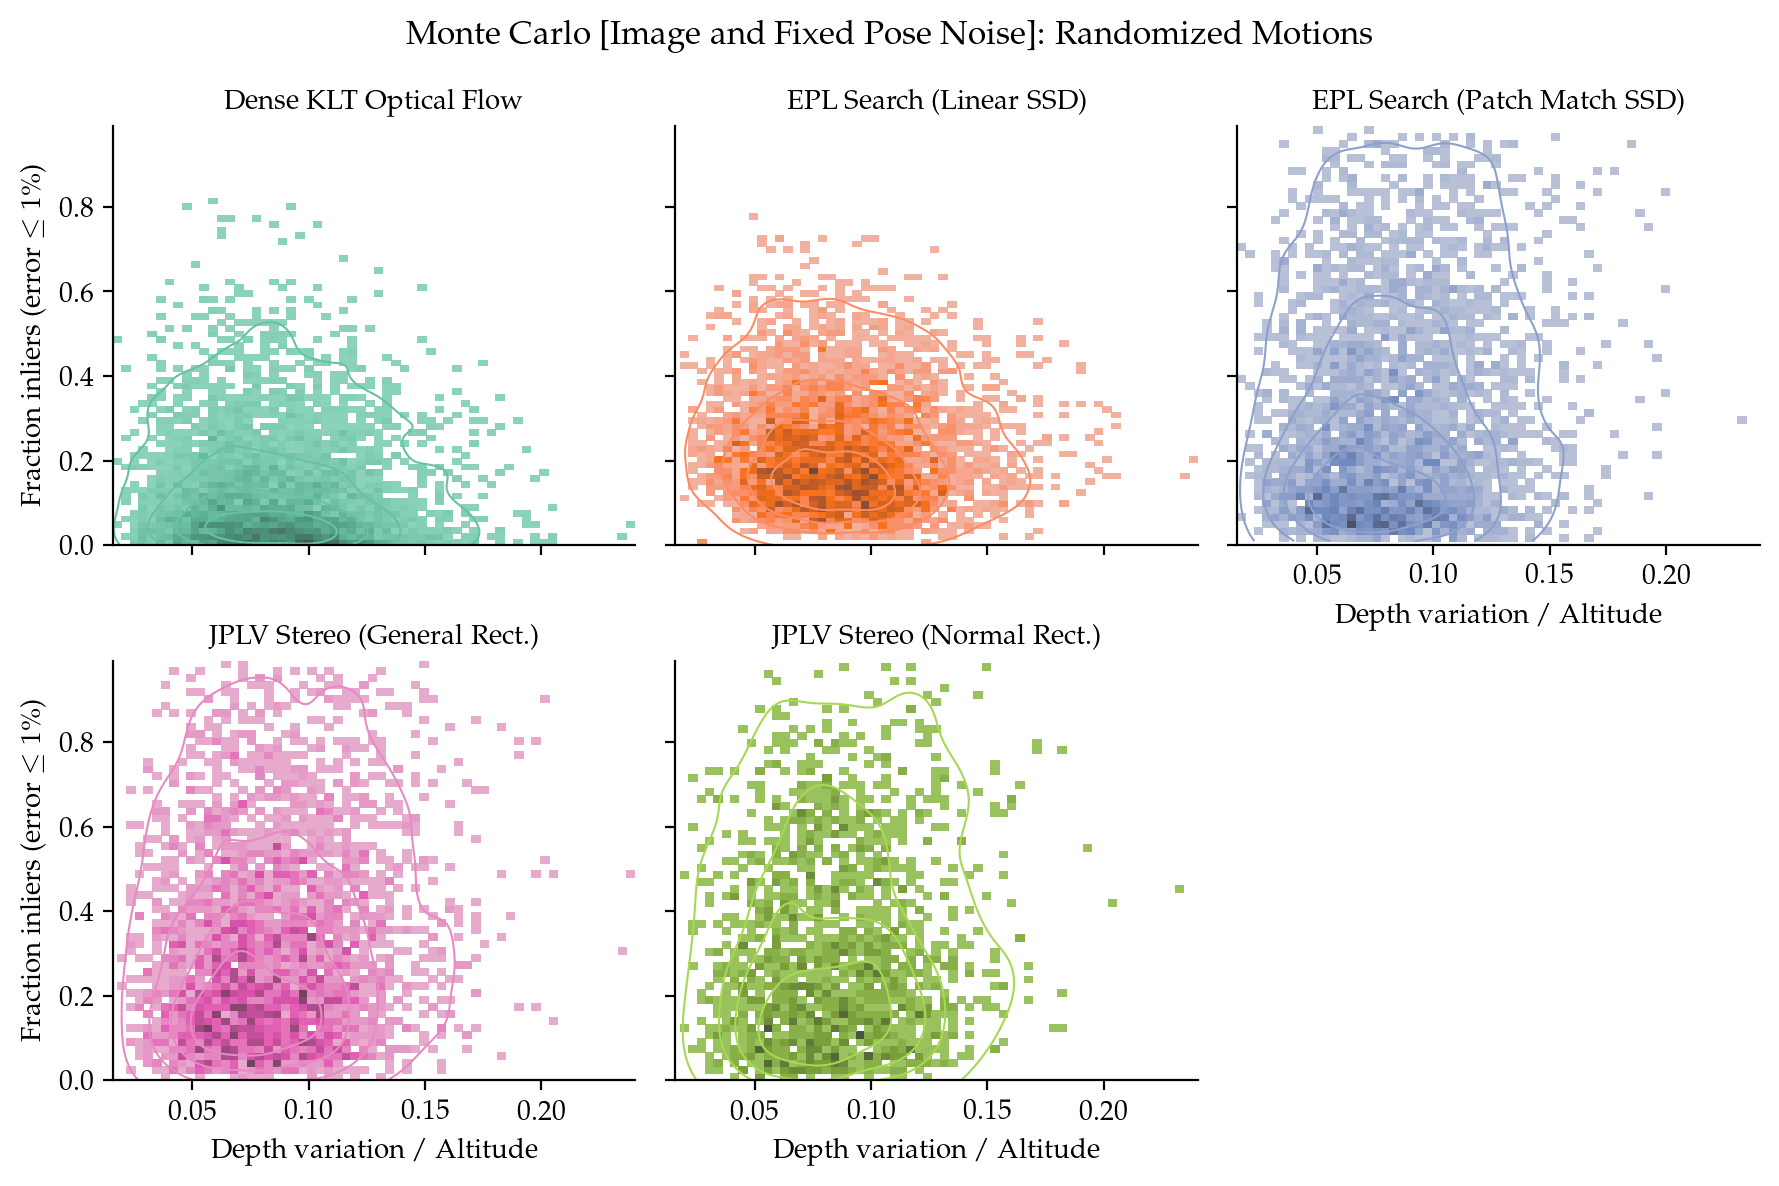 Monte Carlo [Image and Fixed Pose Noise]: Randomized Motions
Dense KLT Optical Flow
EPL Search (Linear SSD)
EPL Search (Patch Match SSD)
Fraction inliers (error ≤ 1%)
0.8
0.6
0.4
0.2
0.0
0.05 0.10 0.15 0.20
Depth variation / Altitude
JPLV Stereo (General Rect.)
JPLV Stereo (Normal Rect.)
Fraction inliers (error ≤ 1%)
0.8
0.6
0.4
0.2
0.0
0.05 0.10 0.15 0.20
Depth variation / Altitude
0.05 0.10 0.15 0.20
Depth variation / Altitude